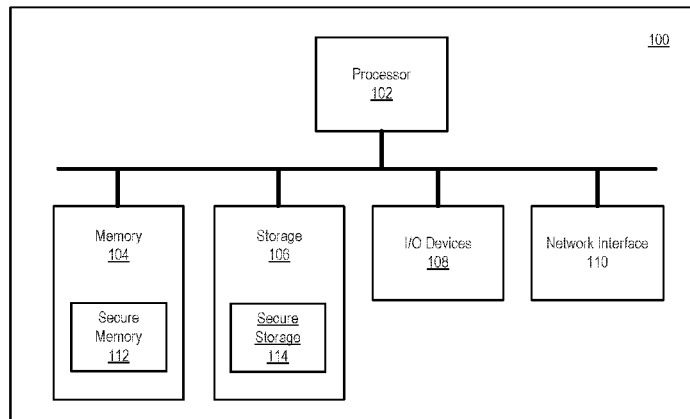 100
Processor
102
Memory
104
Storage
106
I/O Devices
108
Network Interface
110
Secure
Memory
112
Secure
Storage
114